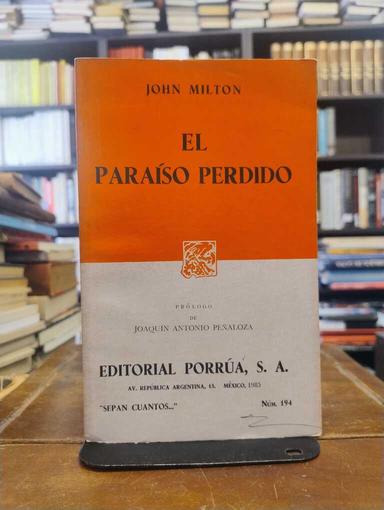 JOHN MILTON
EL
PARAÍSO PERDIDO
PRÓLOGO
DE
JOAQUÍN ANTONIO PEÑALOZA
EDITORIAL PORRÚA, S. A.
AV. REPÚBLICA ARGENTINA, 15. MÉXICO, 1985
"SEPAN CUANTOS..." NÚM. 194